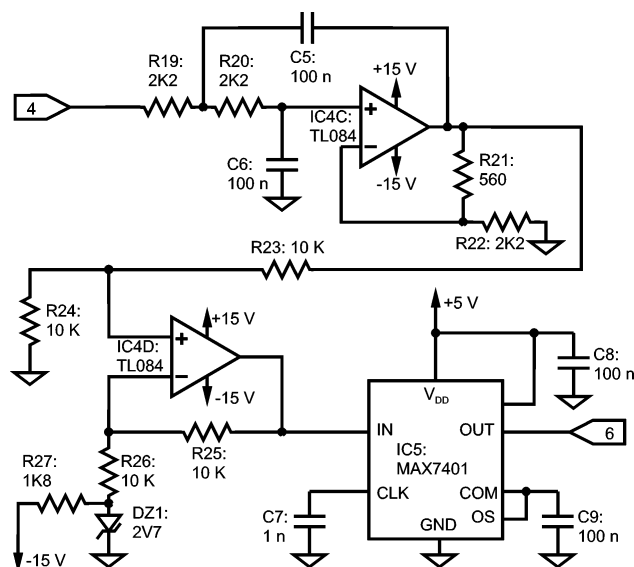 4
R19:
2K2
R20:
2K2
C5:
100 n
C6:
100 n
+15 V
IC4C:
TL084
+
−
-15 V
R21:
560
R22: 2K2
R23: 10 K
R24:
10 K
+15 V
IC4D:
TL084
+
−
-15 V
R25:
10 K
R26:
10 K
R27:
1K8
DZ1:
2V7
-15 V
+5 V
C8:
100 n
VDD
IN
OUT
6
IC5:
MAX7401
CLK
COM
OS
GND
C7:
1 n
C9:
100 n